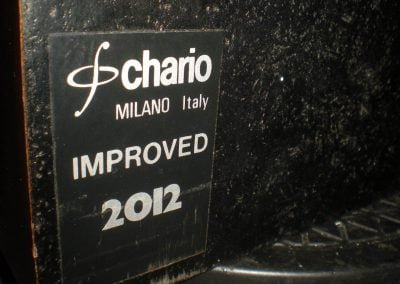 chario
MILANO Italy
IMPROVED
2012